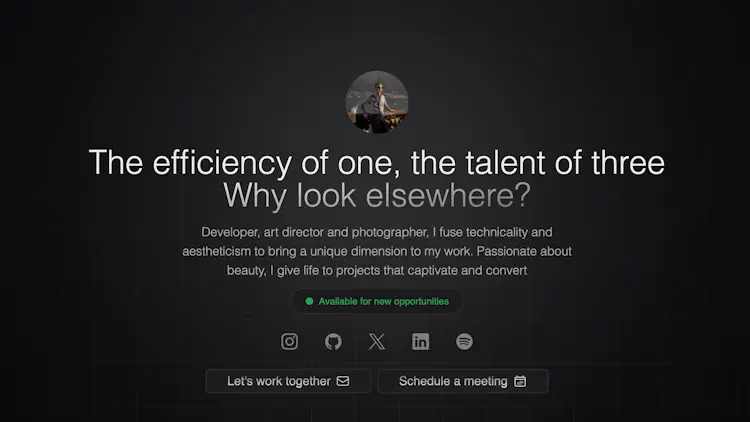 The efficiency of one, the talent of three
Why look elsewhere?
Developer, art director and photographer, I fuse technicality and
aestheticism to bring a unique dimension to my work. Passionate about
beauty, I give life to projects that captivate and convert
Available for new opportunities
Let's work together
Schedule a meeting